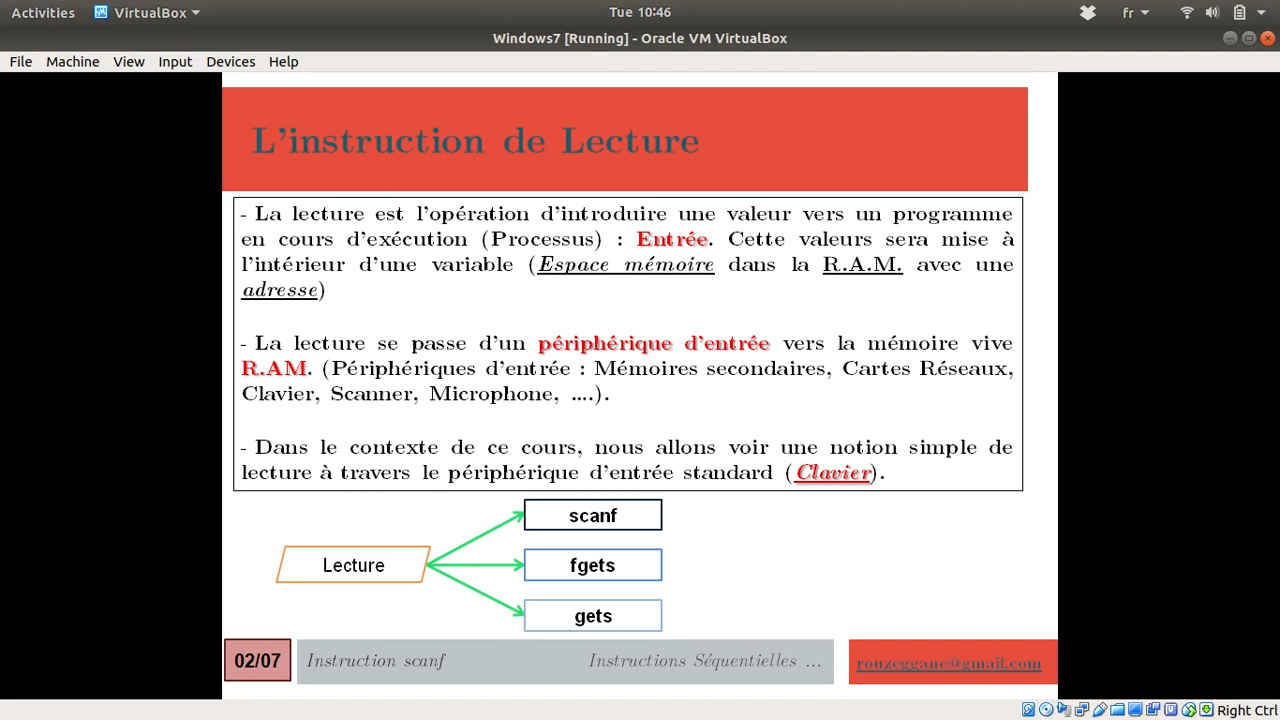 Activities VirtualBox Tue 10:46 fr
Windows7 [Running] - Oracle VM VirtualBox
File Machine View Input Devices Help
L'instruction de Lecture
- La lecture est l'opération d'introduire une valeur vers un programme
en cours d'exécution (Processus) : Entrée. Cette valeurs sera mise à
l'intérieur d'une variable (Espace mémoire dans la R.A.M. avec une
adresse)
- La lecture se passe d'un périphérique d'entrée vers la mémoire vive
R.AM. (Périphériques d'entrée : Mémoires secondaires, Cartes Réseaux,
Clavier, Scanner, Microphone, ....).
- Dans le contexte de ce cours, nous allons voir une notion simple de
lecture à travers le périphérique d'entrée standard (Clavier).
scanf
Lecture fgets
gets
02/07 Instruction scanf Instructions Séquentielles ... rouzeggane@gmail.com
Right Ctrl